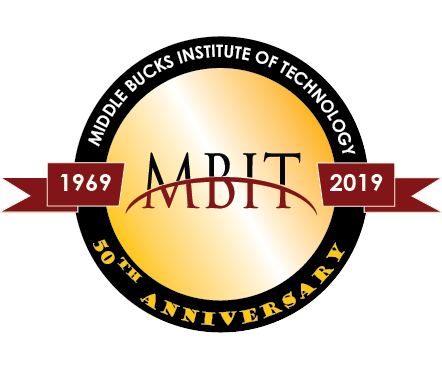 MIDDLE BUCKS INSTITUTE OF TECHNOLOGY
1969
MBIT
2019
50TH ANNIVERSARY